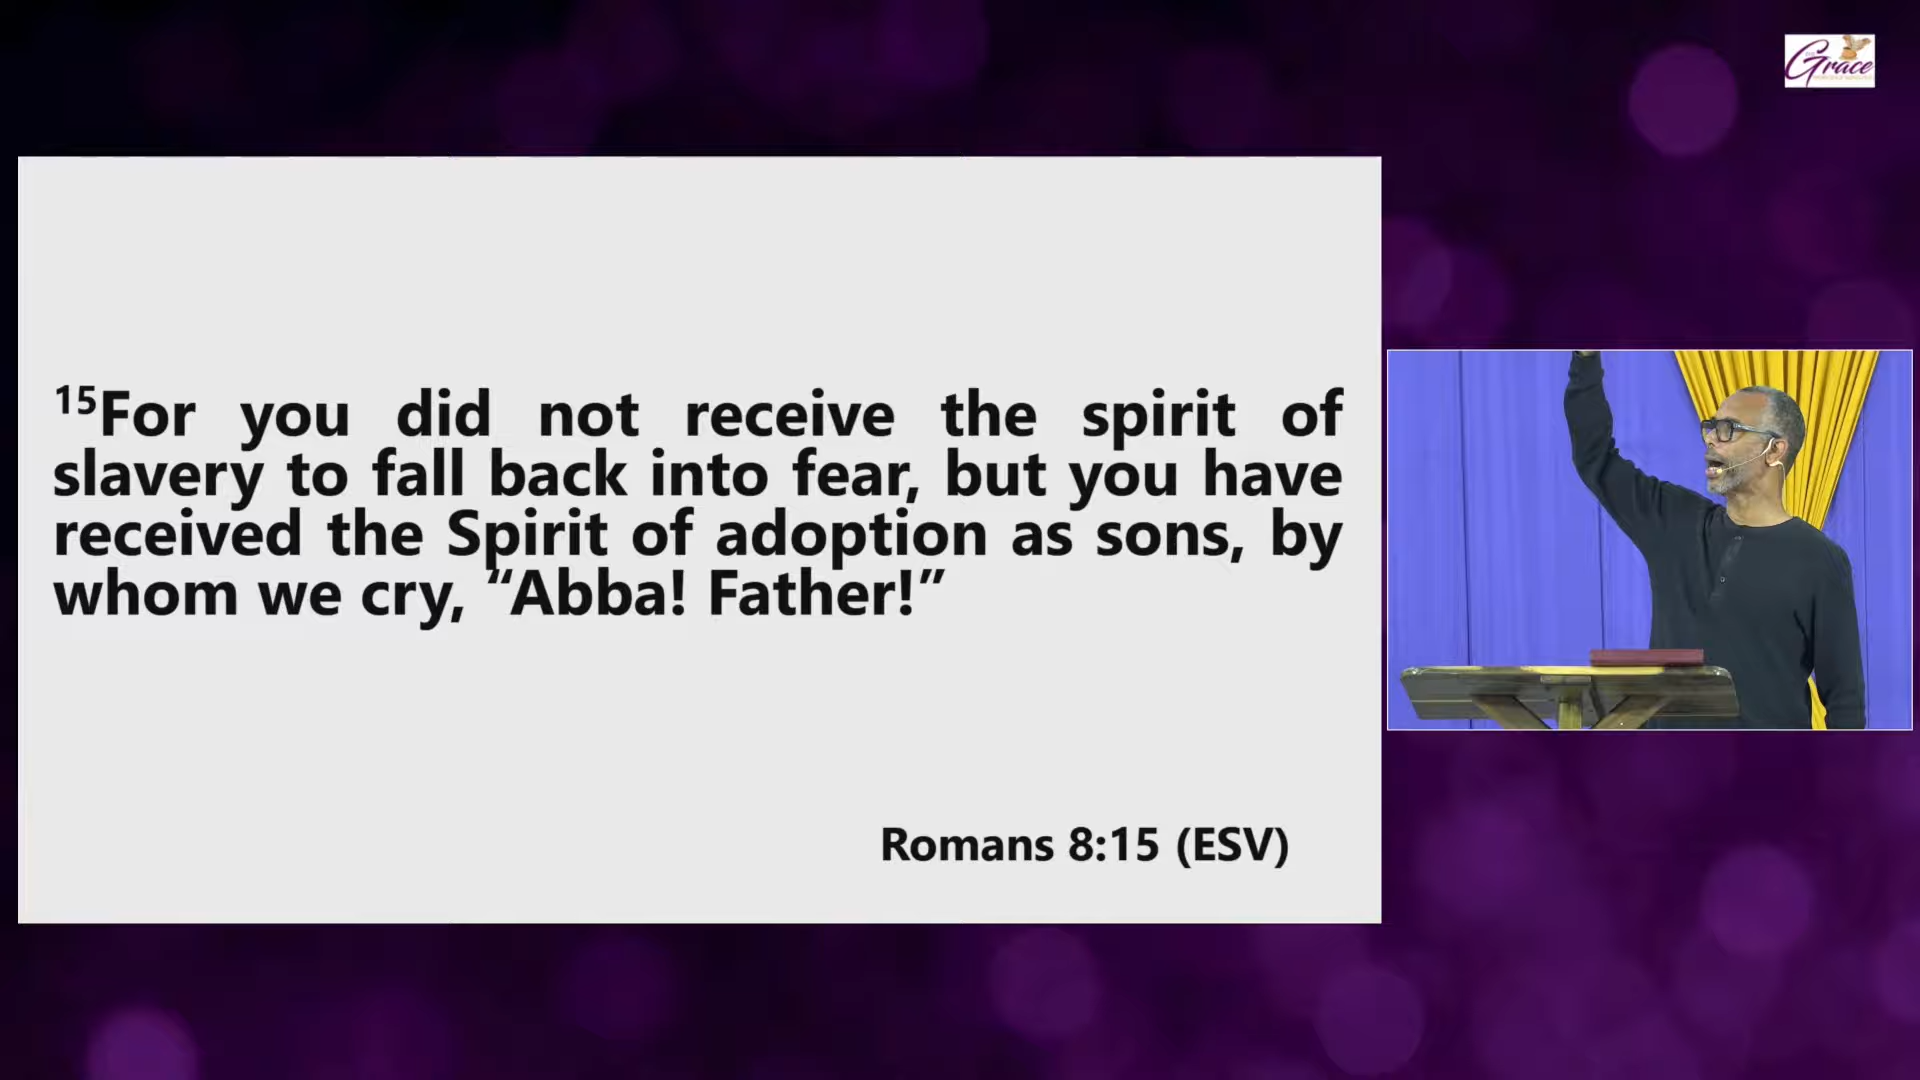 Grace
¹⁵For you did not receive the spirit of
slavery to fall back into fear, but you have
received the Spirit of adoption as sons, by
whom we cry, “Abba! Father!”
Romans 8:15 (ESV)